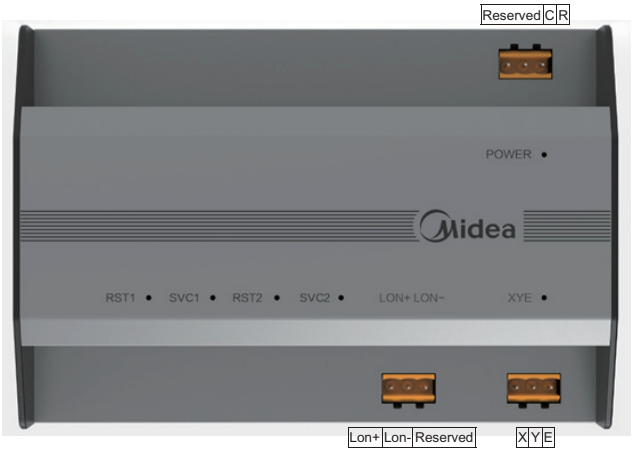 Reserved C R
POWER
Midea
RST1 SVC1 RST2 SVC2 LON+ LON- XYE
Lon+ Lon- Reserved X Y E